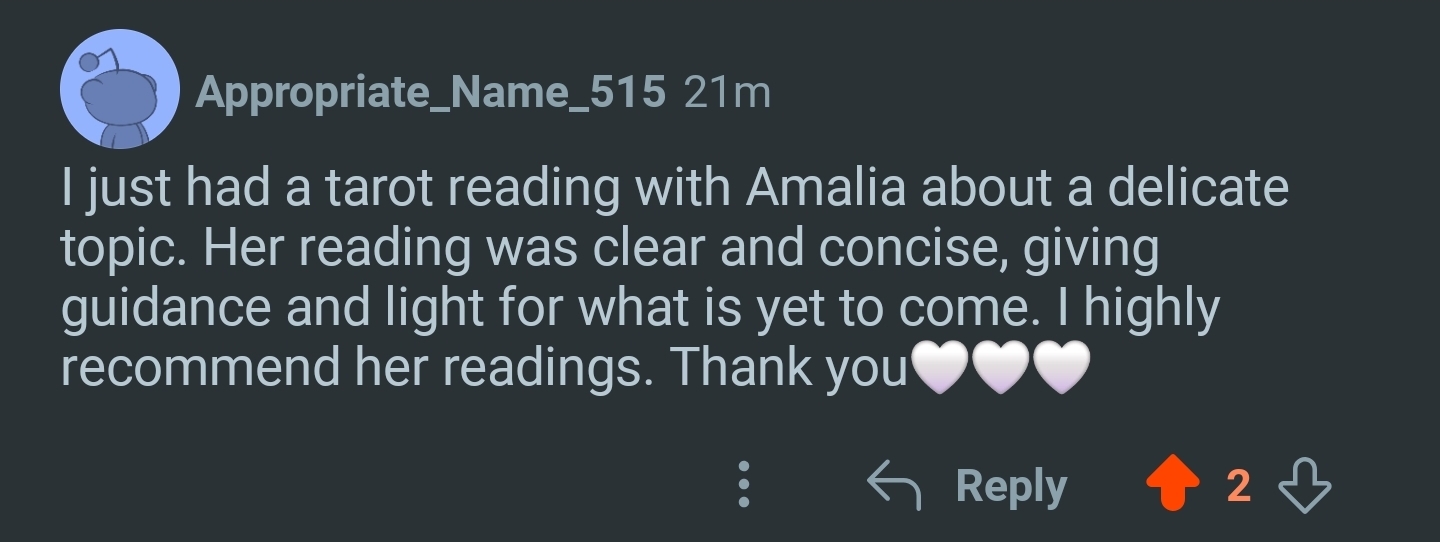 Appropriate_Name_515 21m
I just had a tarot reading with Amalia about a delicate
topic. Her reading was clear and concise, giving
guidance and light for what is yet to come. I highly
recommend her readings. Thank you🤍🤍🤍
Reply 2